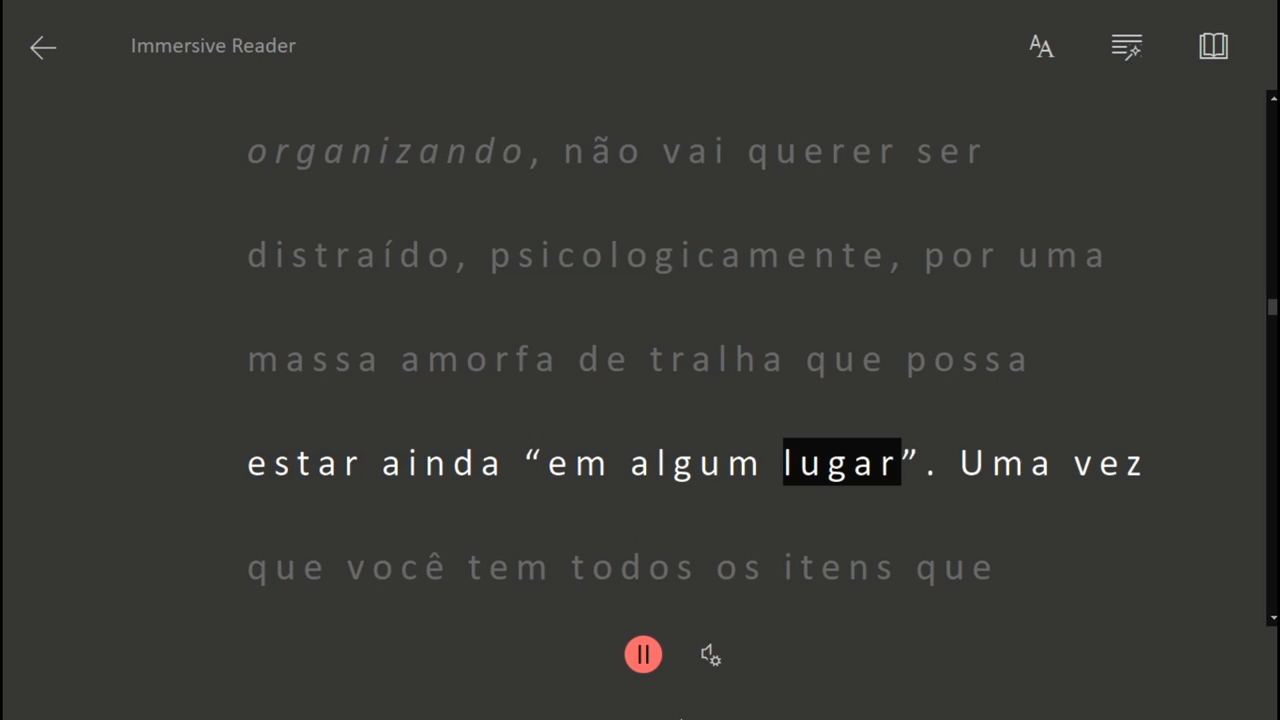 Immersive Reader
organizando, não vai querer ser
distraído, psicologicamente, por uma
massa amorfa de tralha que possa
estar ainda “em algum lugar”. Uma vez
que você tem todos os itens que